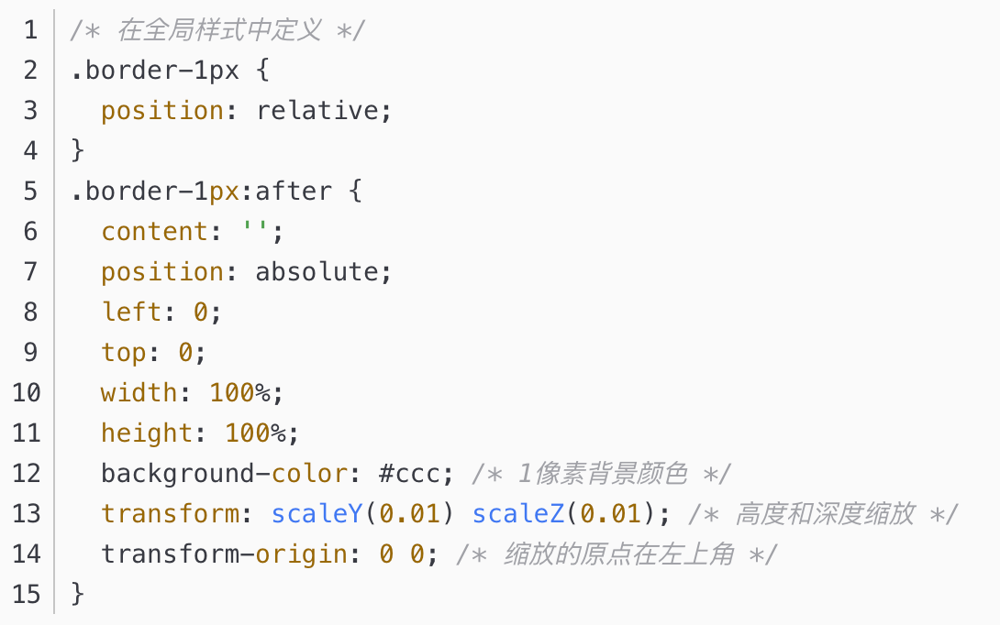 1 /* 在全局样式中定义 */
2 .border-1px {
3   position: relative;
4 }
5 .border-1px:after {
6   content: '';
7   position: absolute;
8   left: 0;
9   top: 0;
10   width: 100%;
11   height: 100%;
12   background-color: #ccc; /* 1像素背景颜色 */
13   transform: scaleY(0.01) scaleZ(0.01); /* 高度和深度缩放 */
14   transform-origin: 0 0; /* 缩放的原点在左上角 */
15 }